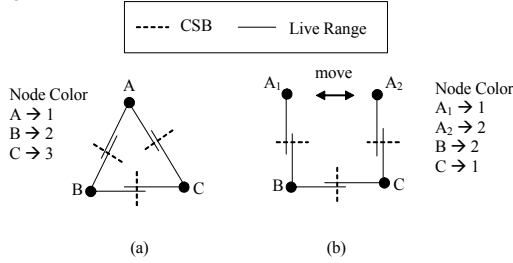 CSB
Live Range
Node Color
A → 1
B → 2
C → 3
A
B
C
(a)
A₁
move
A₂
B
C
(b)
Node Color
A₁ → 1
A₂ → 2
B → 2
C → 1